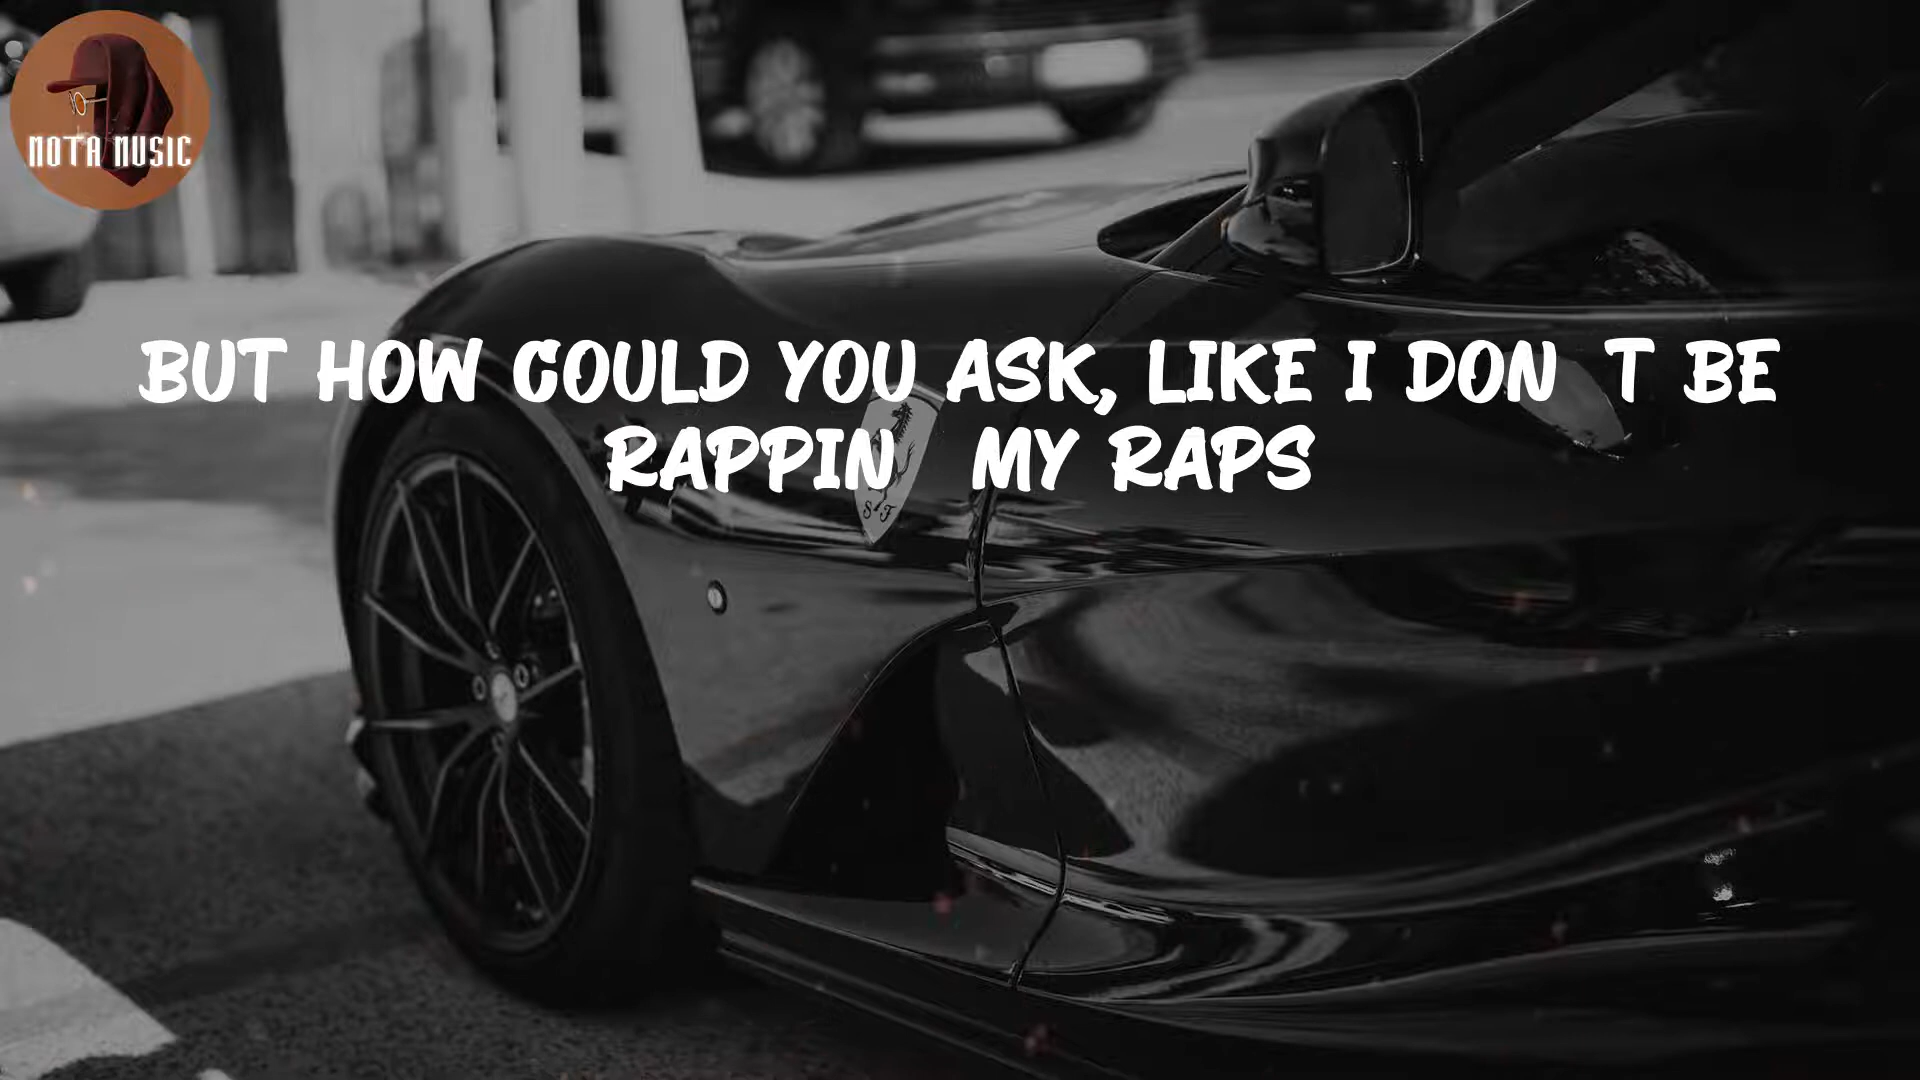 NOTA MUSIC
BUT HOW COULD YOU ASK, LIKE I DON T BE
RAPPIN MY RAPS
S F